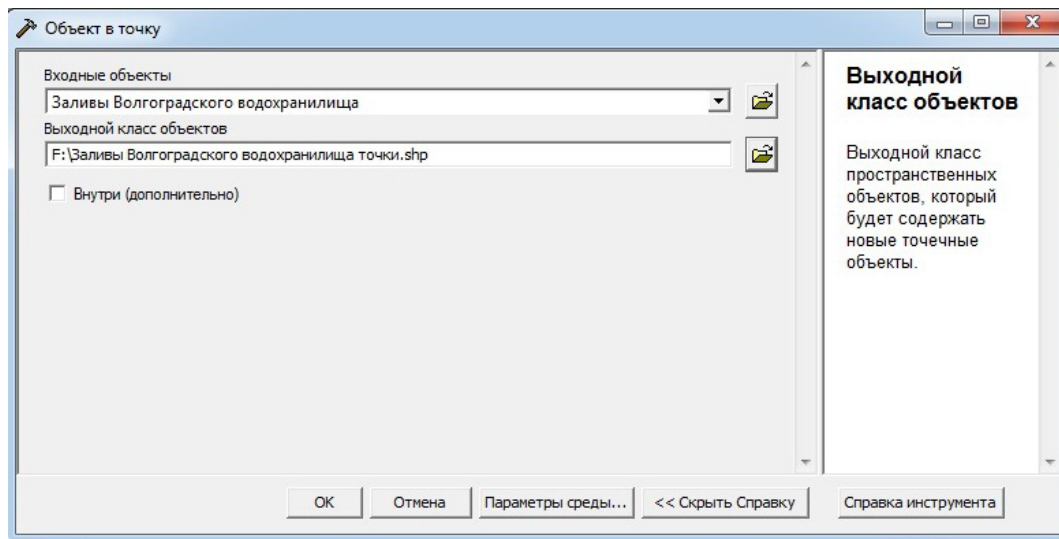 Объект в точку
Входные объекты
Заливы Волгоградского водохранилища
Выходной класс объектов
F:\Заливы Волгоградского водохранилища точки.shp
Внутри (дополнительно)
OK
Отмена
Параметры среды...
<< Скрыть Справку
Выходной
класс объектов
Выходной класс
пространственных
объектов, который
будет содержать
новые точечные
объекты.
Справка инструмента